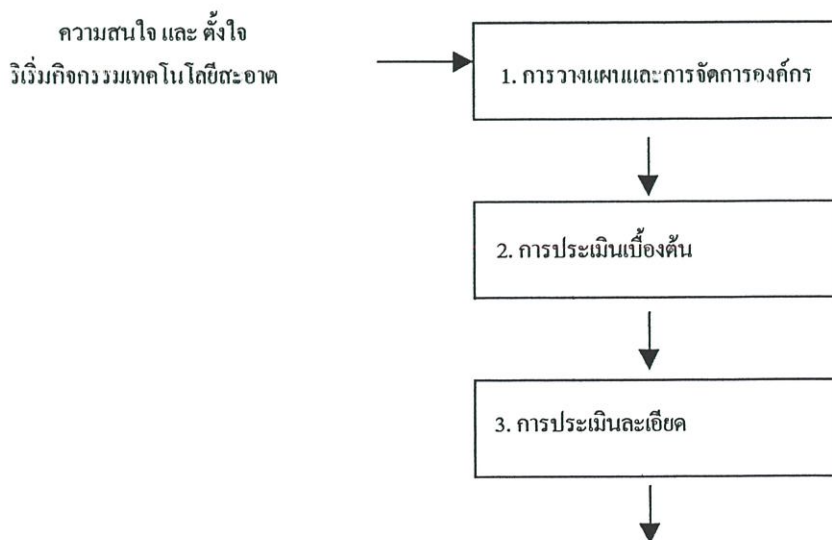 ความสนใจ และ ตั้งใจ
ริเริ่มกิจกรรมเทคโนโลยีสะอาด
1. การวางแผนและการจัดการองค์กร
2. การประเมินเบื้องต้น
3. การประเมินละเอียด